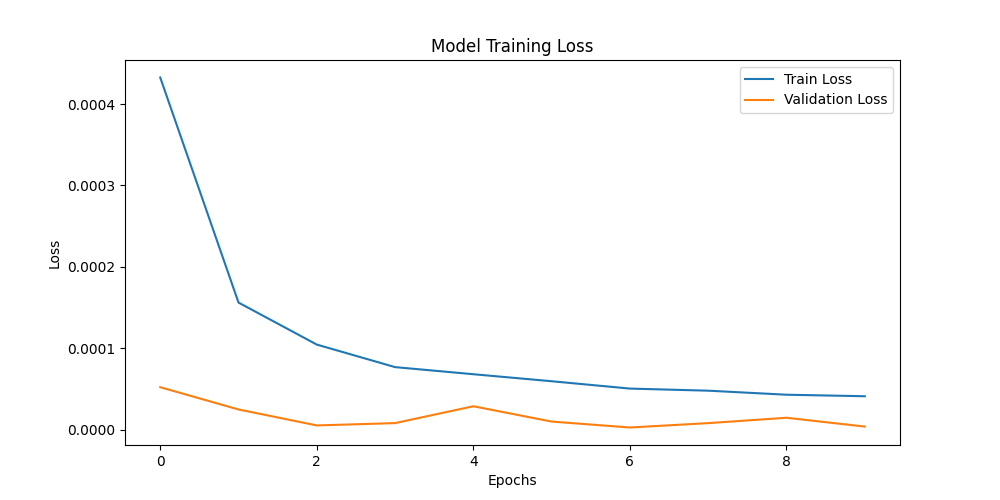 Model Training Loss
Train Loss
Validation Loss
0.0004
0.0003
0.0002
0.0001
0.0000
Loss
0 2 4 6 8
Epochs